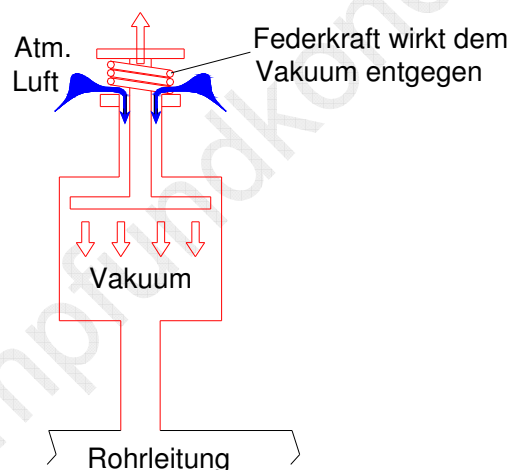 Atm.
Luft
Federkraft wirkt dem
Vakuum entgegen
Vakuum
Rohrleitung